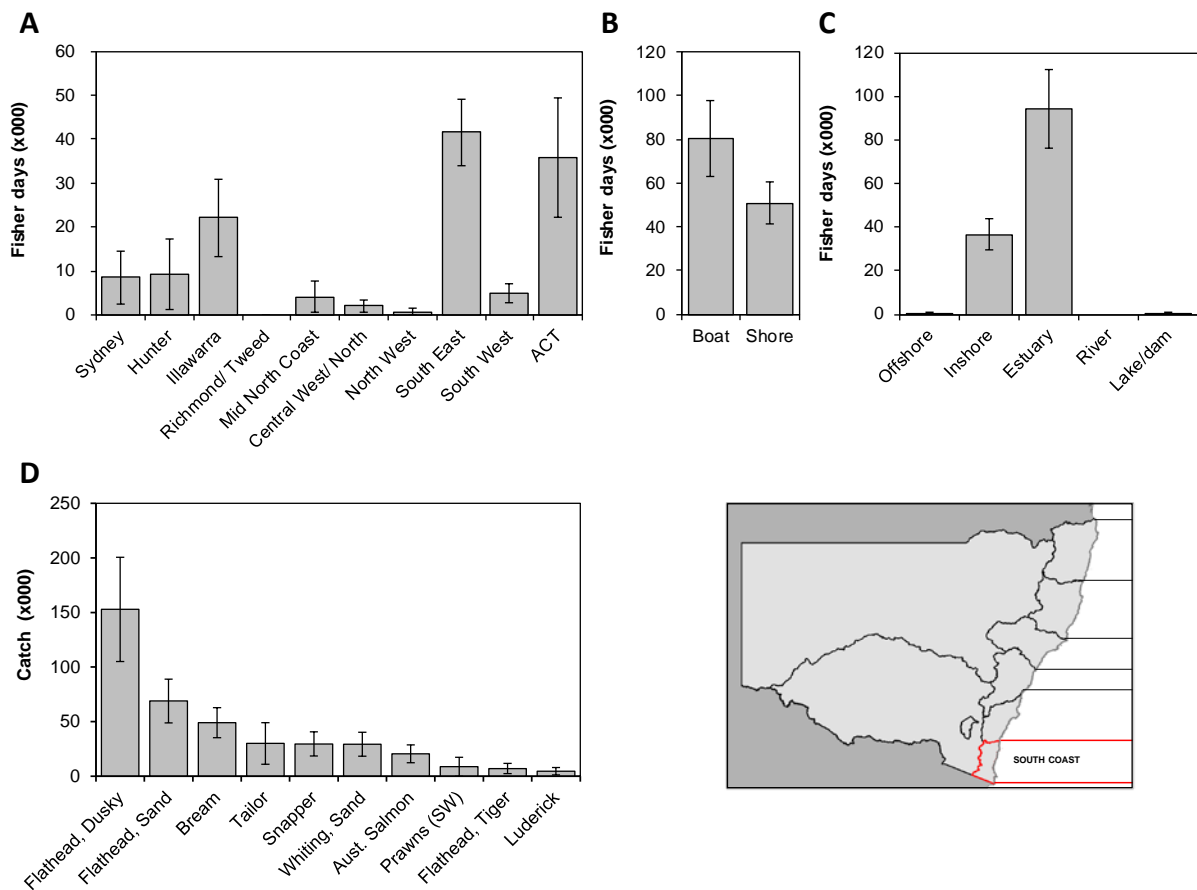 A
60
50
40
30
20
10
0
Fisher days (x000)
Sydney
Hunter
Illawarra
Richmond/ Tweed
Mid North Coast
Central West/ North
North West
South East
South West
ACT
B
120
100
80
60
40
20
0
Fisher days (x000)
Boat
Shore
C
120
100
80
60
40
20
0
Fisher days (x000)
Offshore
Inshore
Estuary
River
Lake/dam
D
250
200
150
100
50
0
Catch (x000)
Flathead, Dusky
Flathead, Sand
Bream
Tailor
Snapper
Whiting, Sand
Aust. Salmon
Prawns (SW)
Flathead, Tiger
Luderick
SOUTH COAST